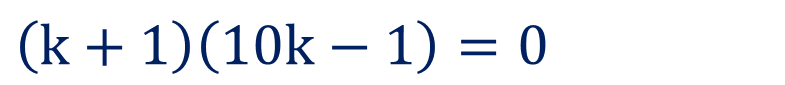 (k + 1)(10k − 1) = 0